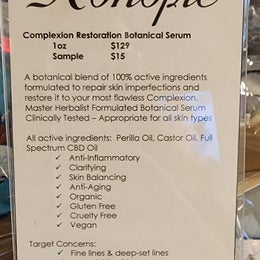 Complexion Restoration Botanical Serum
1oz $129
Sample $15
A botanical blend of 100% active ingredients
formulated to repair skin imperfections and
restore it to your most flawless Complexion.
Master Herbalist Formulated Botanical Serum
Clinically Tested – Appropriate for all skin types
All active ingredients: Perilla Oil, Castor Oil, Full
Spectrum CBD Oil
✓ Anti-Inflammatory
✓ Clarifying
✓ Skin Balancing
✓ Anti-Aging
✓ Organic
✓ Gluten Free
✓ Cruelty Free
✓ Vegan
Target Concerns:
✓ Fine lines & deep-set lines